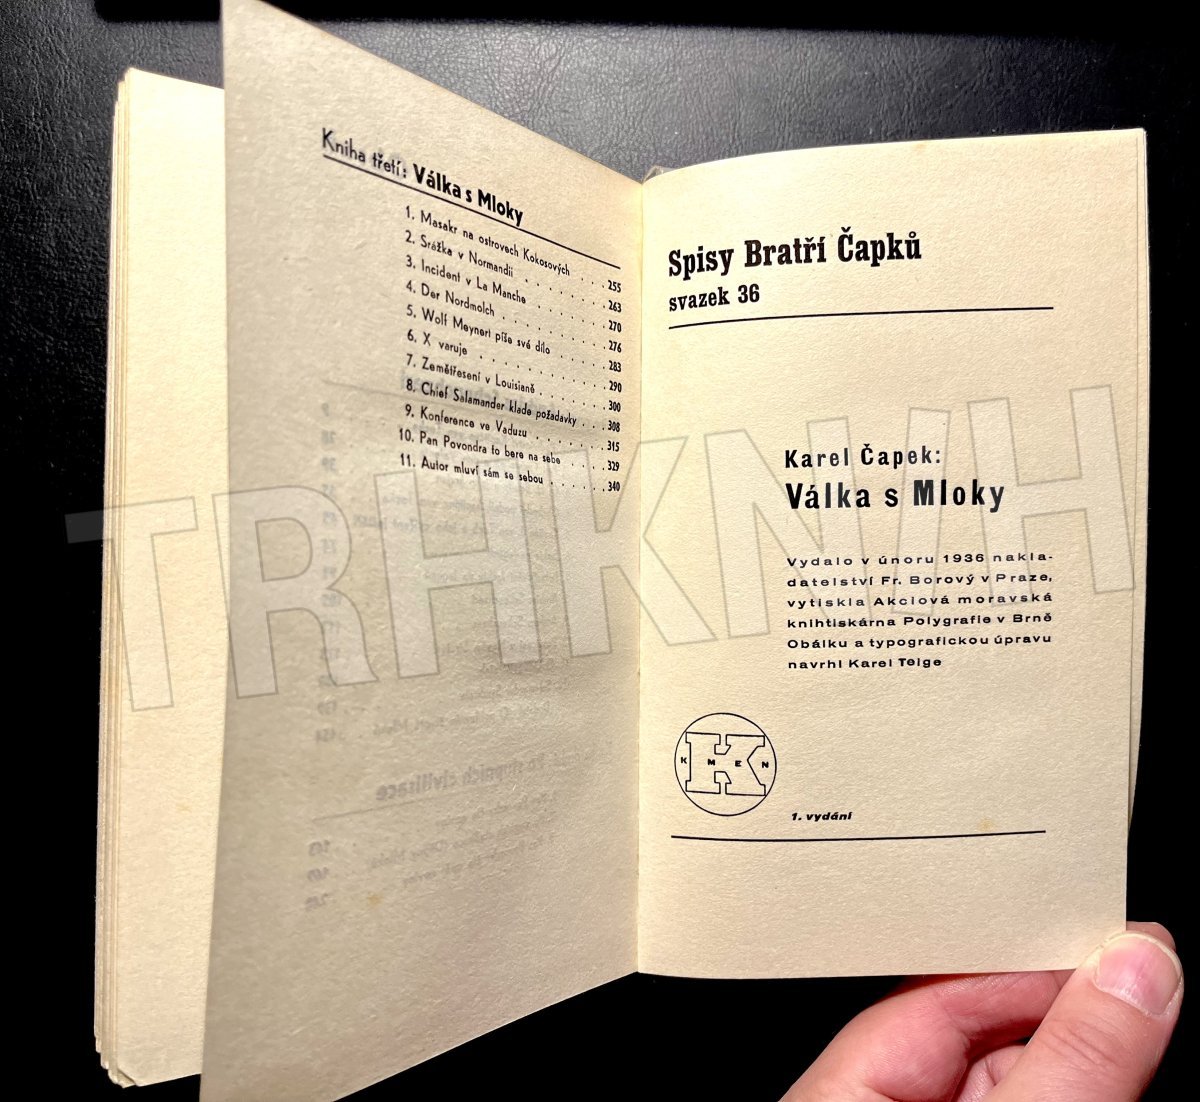 Kniha třetí: Válka s Mloky
1. Masakr na ostrovech Kokosových . . . 255
2. Srážka v Normandii . . . . . . . . 263
3. Incident v La Manche . . . . . . . . 270
4. Der Nordmolch . . . . . . . . . . 276
5. Wolf Meynert píše své dílo . . . . . 283
6. X varuje . . . . . . . . . . . . 290
7. Zemětřesení v Louisianě . . . . . . . 300
8. Chief Salamander klade požadavky . . . 308
9. Konference ve Vaduzu . . . . . . . 315
10. Pan Povondra to bere na sebe . . . . 329
11. Autor mluví sám se sebou . . . . . . 340
Spisy Bratří Čapků
svazek 36
Karel Čapek:
Válka s Mloky
Vydalo v únoru 1936 nakla-
datelství Fr. Borový v Praze,
vytiskla Akciová moravská
knihtiskárna Polygrafie v Brně
Obálku a typografickou úpravu
navrhl Karel Teige
K M E N
1. vydání
TRHKNIH